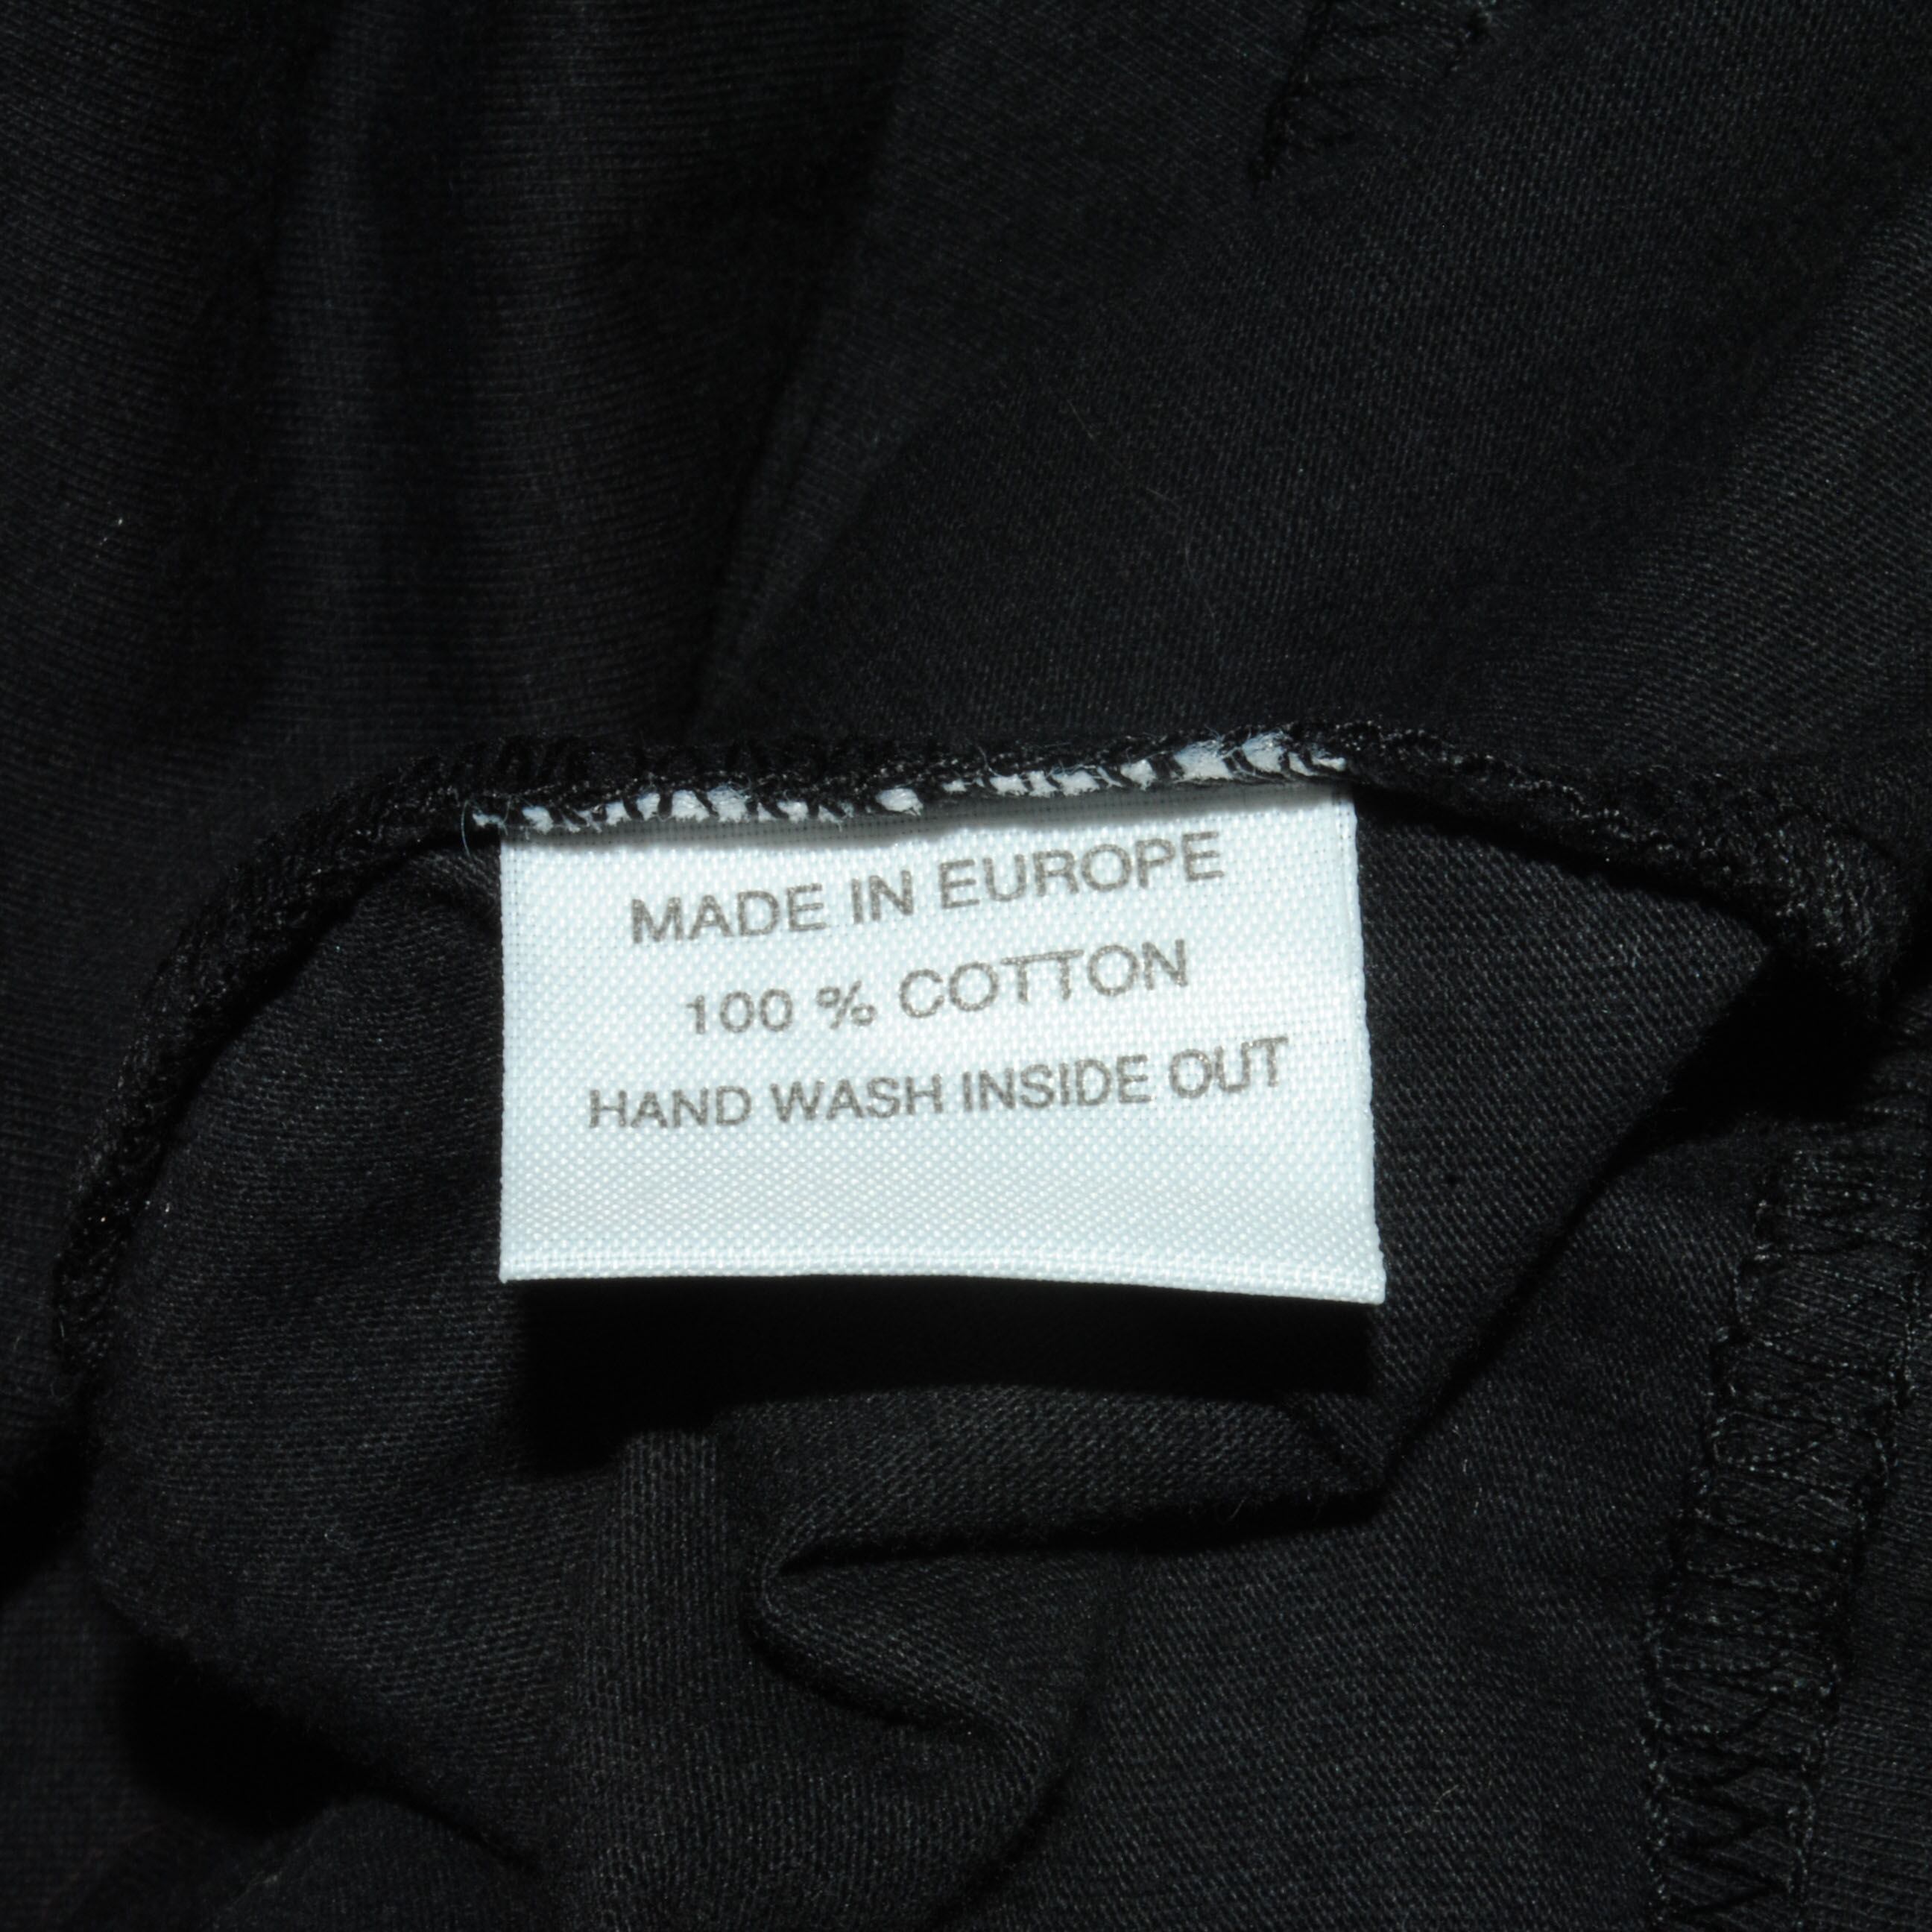 MADE IN EUROPE
100 % COTTON
HAND WASH INSIDE OUT